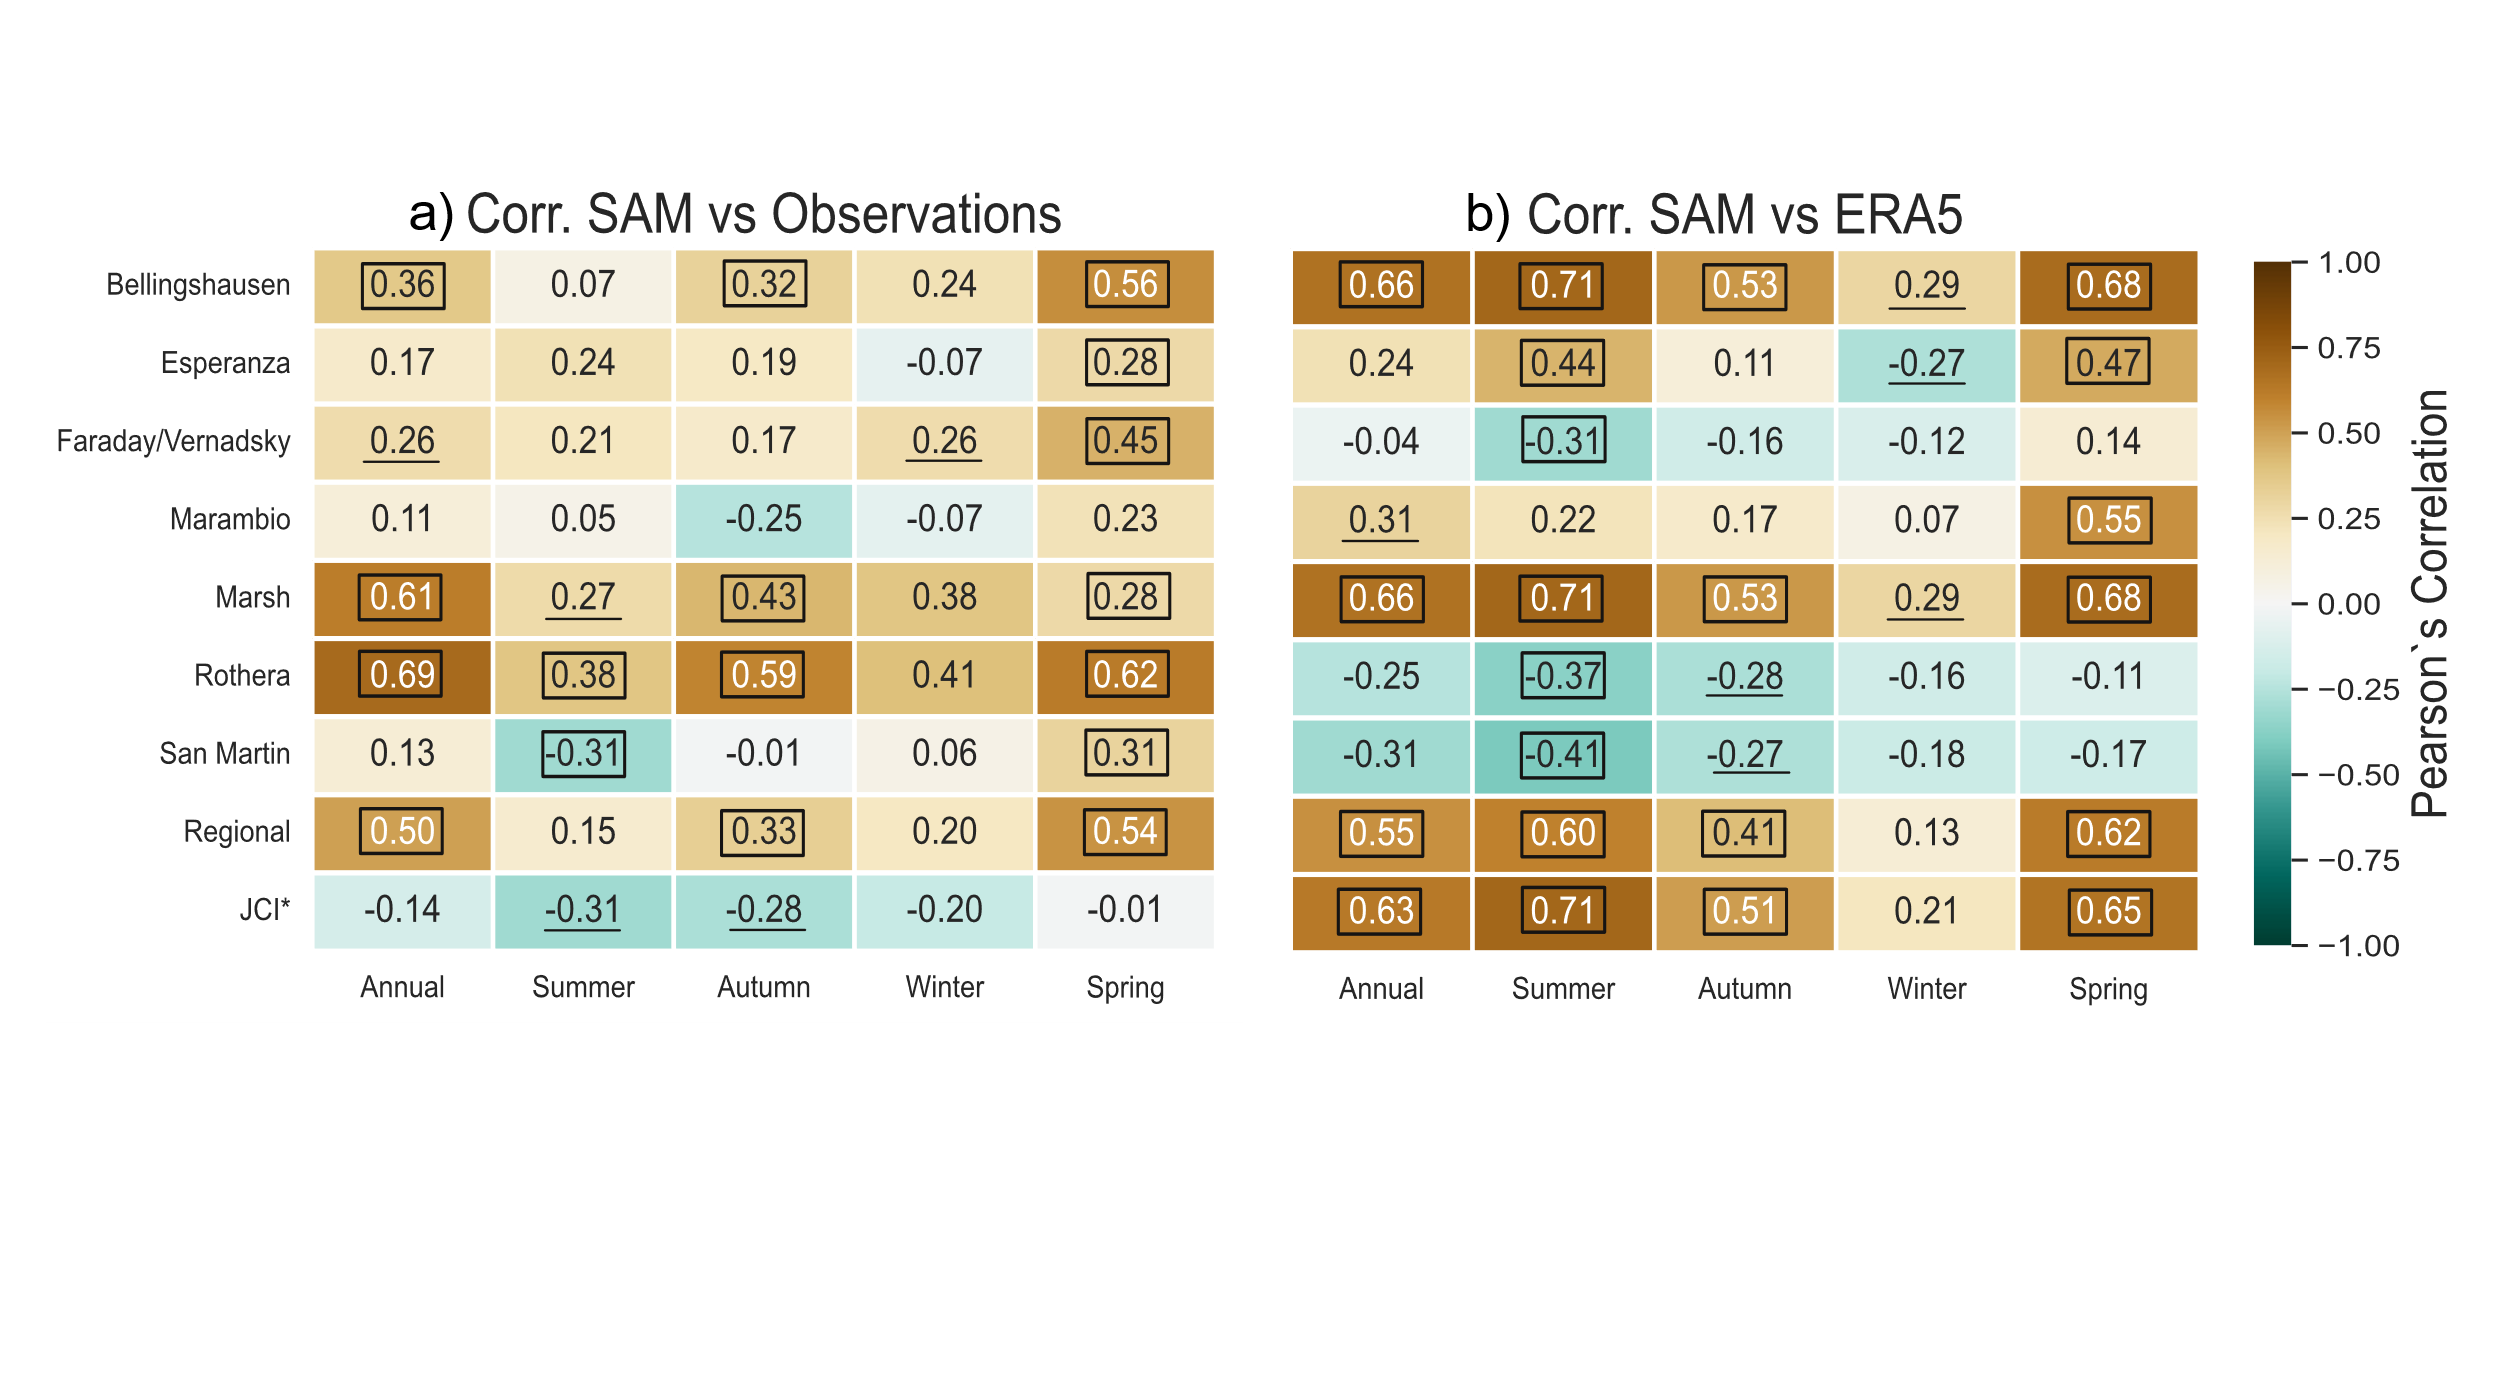 a) Corr. SAM vs Observations
Bellingshausen 0.36 0.07 0.32 0.24 0.56
Esperanza 0.17 0.24 0.19 -0.07 0.28
Faraday/Vernadsky 0.26 0.21 0.17 0.26 0.45
Marambio 0.11 0.05 -0.25 -0.07 0.23
Marsh 0.61 0.27 0.43 0.38 0.28
Rothera 0.69 0.38 0.59 0.41 0.62
San Martin 0.13 -0.31 -0.01 0.06 0.31
Regional 0.50 0.15 0.33 0.20 0.54
JCI* -0.14 -0.31 -0.28 -0.20 -0.01
Annual Summer Autumn Winter Spring
b) Corr. SAM vs ERA5
0.66 0.71 0.53 0.29 0.68
0.24 0.44 0.11 -0.27 0.47
-0.04 -0.31 -0.16 -0.12 0.14
0.31 0.22 0.17 0.07 0.55
0.66 0.71 0.53 0.29 0.68
-0.25 -0.37 -0.28 -0.16 -0.11
-0.31 -0.41 -0.27 -0.18 -0.17
0.55 0.60 0.41 0.13 0.62
0.63 0.71 0.51 0.21 0.65
Annual Summer Autumn Winter Spring
1.00
0.75
0.50
0.25
0.00
−0.25
−0.50
−0.75
−1.00
Pearson`s Correlation